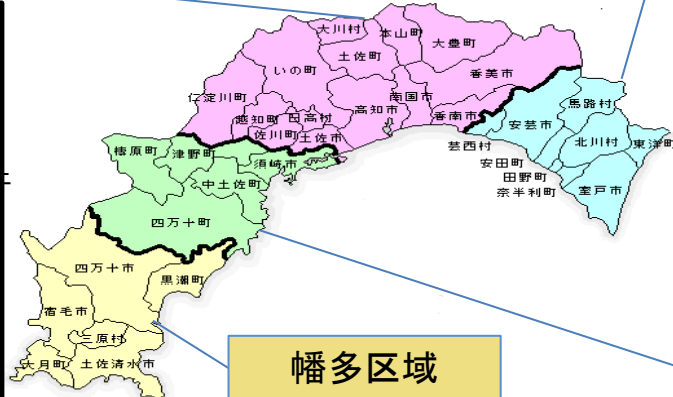 大川村
本山町
大豊町
土佐町
いの町
香美市
仁淀川町
南国市
高知市
越知町
日高村
香南市
佐川町
土佐市
馬路村
安芸市
北川村
東洋町
芸西村
安田町
田野町
奈半利町
室戸市
梼原町
津野町
須崎市
中土佐町
四万十町
四万十市
黒潮町
宿毛市
三原村
大月町
土佐清水市
幡多区域